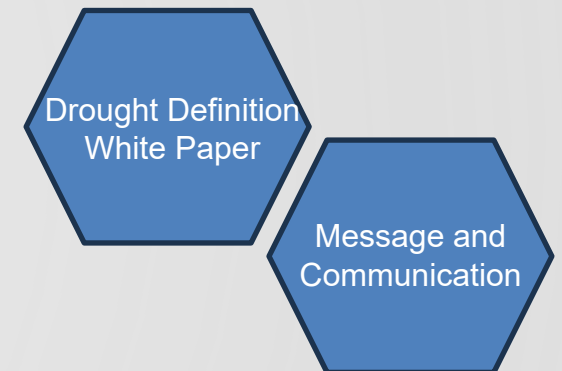 Drought Definition
White Paper
Message and
Communication